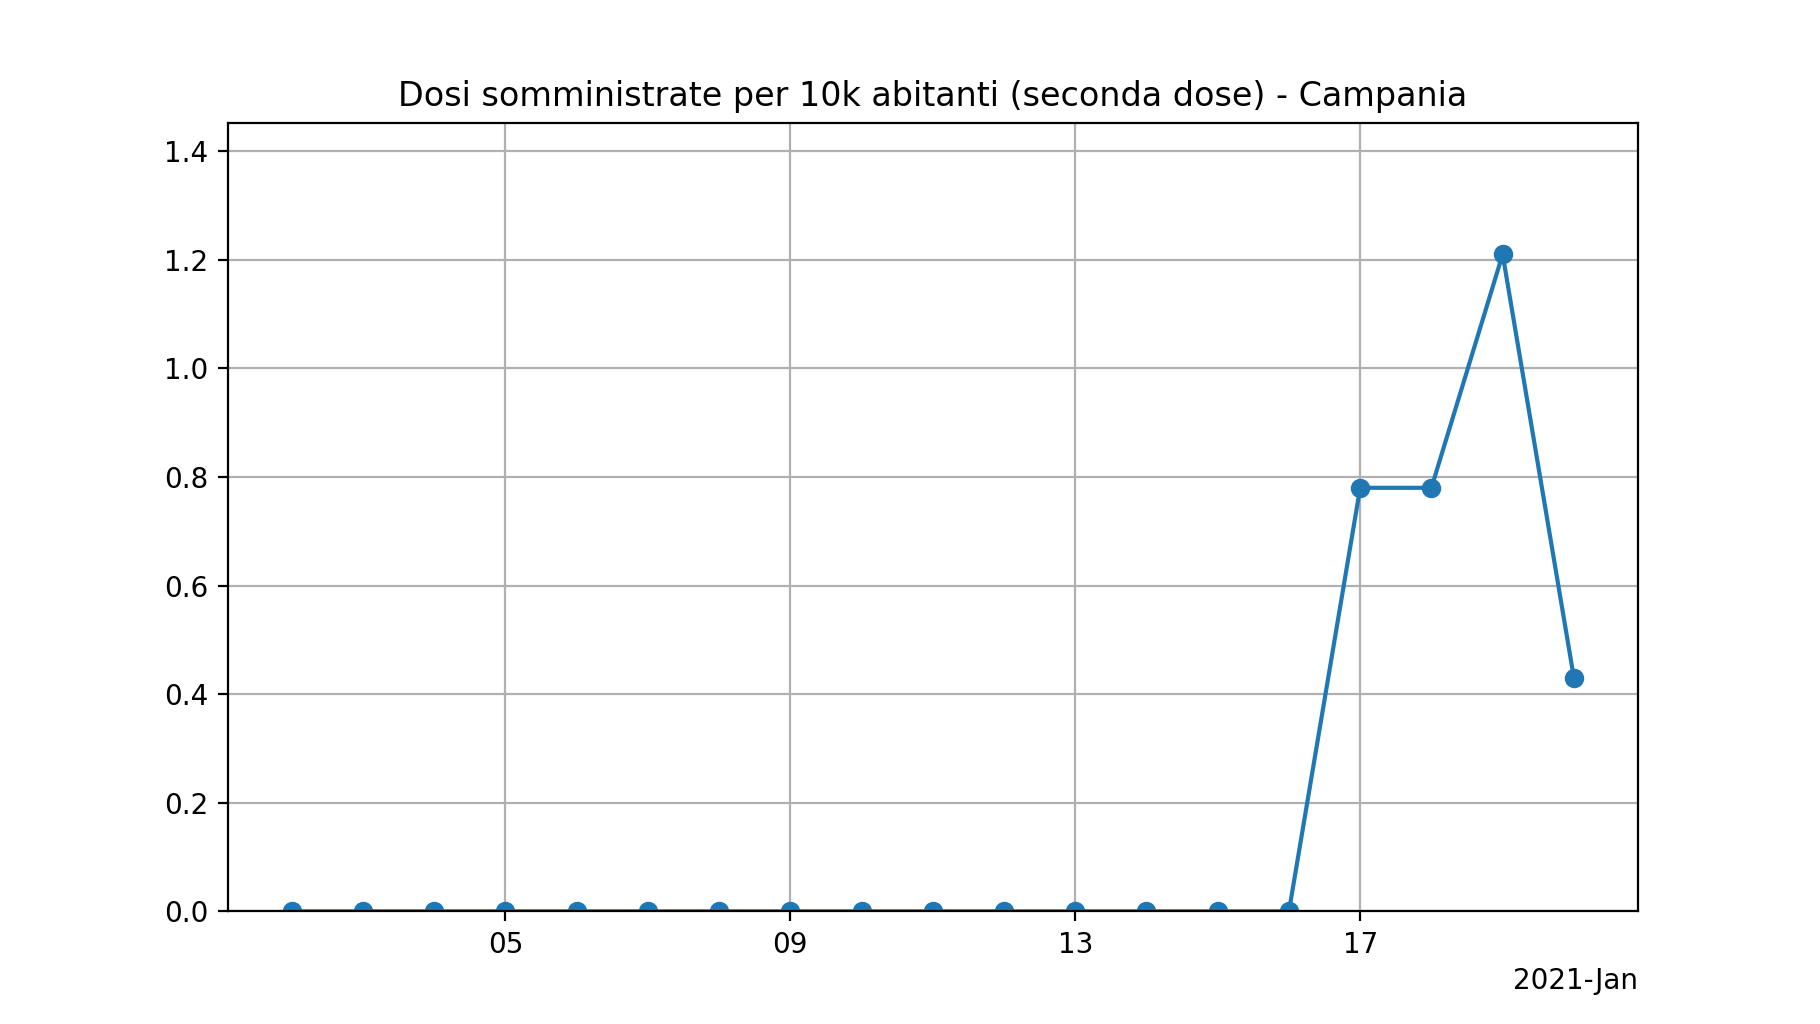 Dosi somministrate per 10k abitanti (seconda dose) - Campania
1.4
1.2
1.0
0.8
0.6
0.4
0.2
0.0
05 09 13 17
2021-Jan